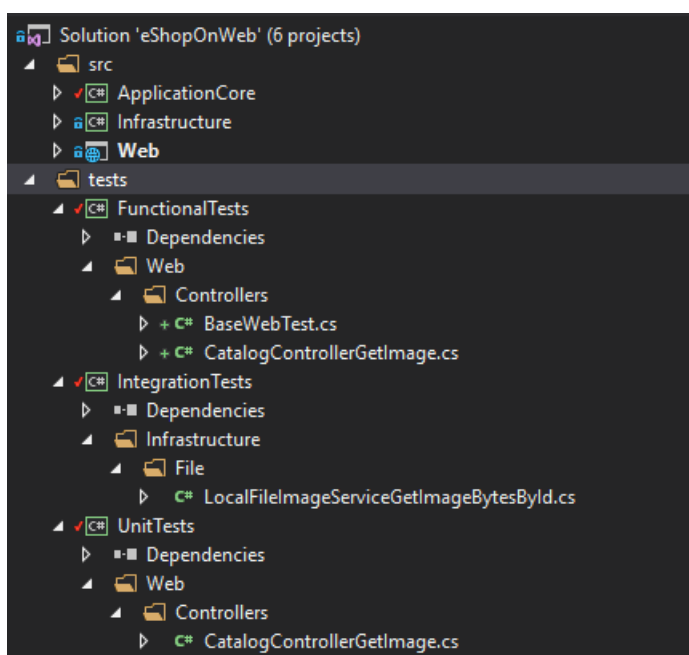 Solution 'eShopOnWeb' (6 projects)
src
C# ApplicationCore
C# Infrastructure
Web
tests
C# FunctionalTests
Dependencies
Web
Controllers
+ C# BaseWebTest.cs
+ C# CatalogControllerGetImage.cs
C# IntegrationTests
Dependencies
Infrastructure
File
C# LocalFileImageServiceGetImageBytesById.cs
C# UnitTests
Dependencies
Web
Controllers
C# CatalogControllerGetImage.cs